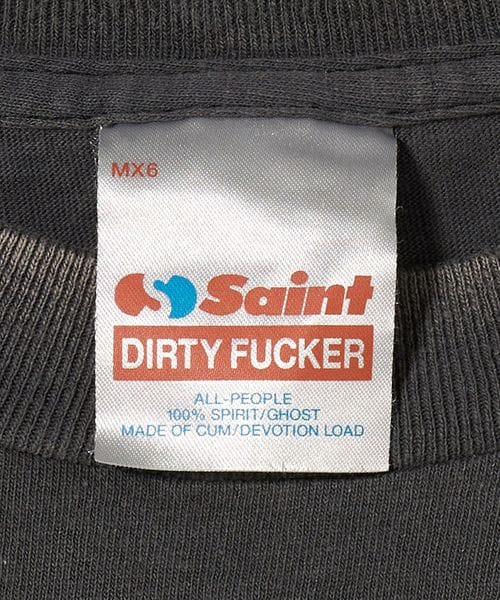 MX6
Saint
DIRTY FUCKER
ALL-PEOPLE
100% SPIRIT/GHOST
MADE OF CUM/DEVOTION LOAD